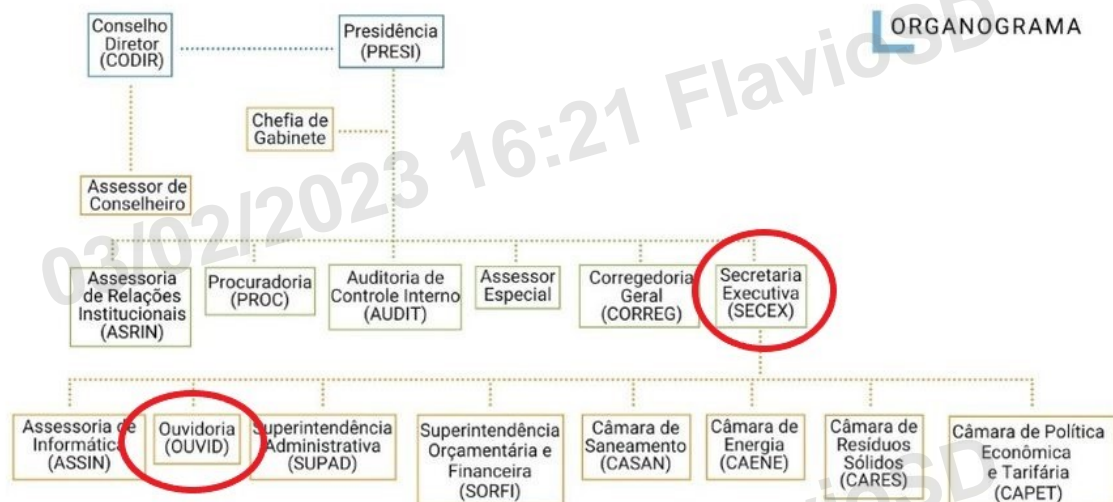 ORGANOGRAMA
Conselho
Diretor
(CODIR)
Presidência
(PRESI)
Chefia de
Gabinete
Assessor de
Conselheiro
Assessoria
de Relações
Institucionais
(ASRIN)
Procuradoria
(PROC)
Auditoria de
Controle Interno
(AUDIT)
Assessor
Especial
Corregedoria
Geral
(CORREG)
Secretaria
Executiva
(SECEX)
Assessoria de
Informática
(ASSIN)
Ouvidoria
(OUVID)
Superintendência
Administrativa
(SUPAD)
Superintendência
Orçamentária e
Financeira
(SORFI)
Câmara de
Saneamento
(CASAN)
Câmara de
Energia
(CAENE)
Câmara de
Resíduos
Sólidos
(CARES)
Câmara de Política
Econômica
e Tarifária
(CAPET)
03/02/2023 16:21 FlavioSD